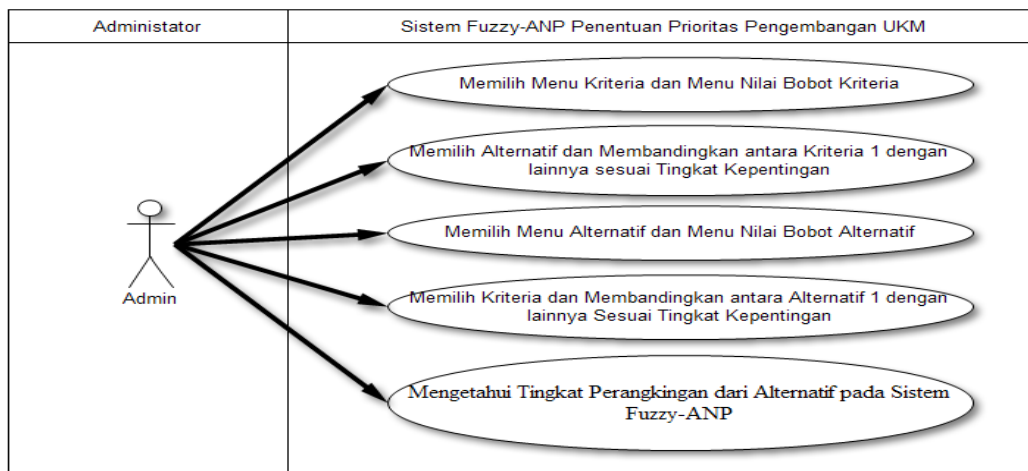 Administator
Sistem Fuzzy-ANP Penentuan Prioritas Pengembangan UKM
Memilih Menu Kriteria dan Menu Nilai Bobot Kriteria
Memilih Alternatif dan Membandingkan antara Kriteria 1 dengan
lainnya sesuai Tingkat Kepentingan
Memilih Menu Alternatif dan Menu Nilai Bobot Alternatif
Admin
Memilih Kriteria dan Membandingkan antara Alternatif 1 dengan
lainnya Sesuai Tingkat Kepentingan
Mengetahui Tingkat Perangkingan dari Alternatif pada Sistem
Fuzzy-ANP